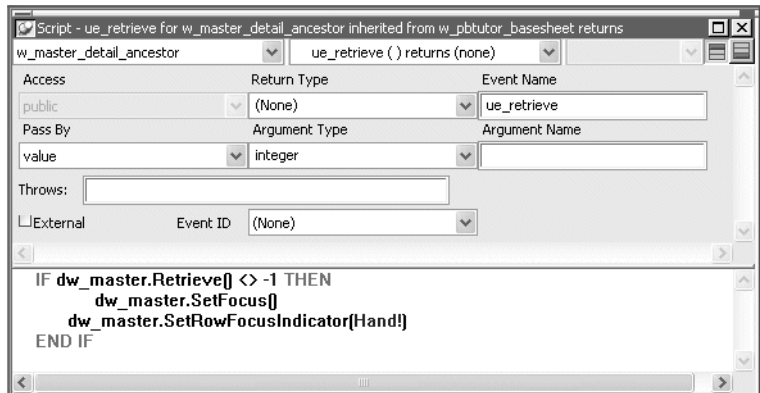 Script - ue_retrieve for w_master_detail_ancestor inherited from w_pbtutor_basesheet returns
w_master_detail_ancestor ue_retrieve ( ) returns (none)
Access Return Type Event Name
public (None) ue_retrieve
Pass By Argument Type Argument Name
value integer
Throws:
External Event ID (None)
IF dw_master.Retrieve() <> -1 THEN
dw_master.SetFocus()
dw_master.SetRowFocusIndicator(Hand!)
END IF